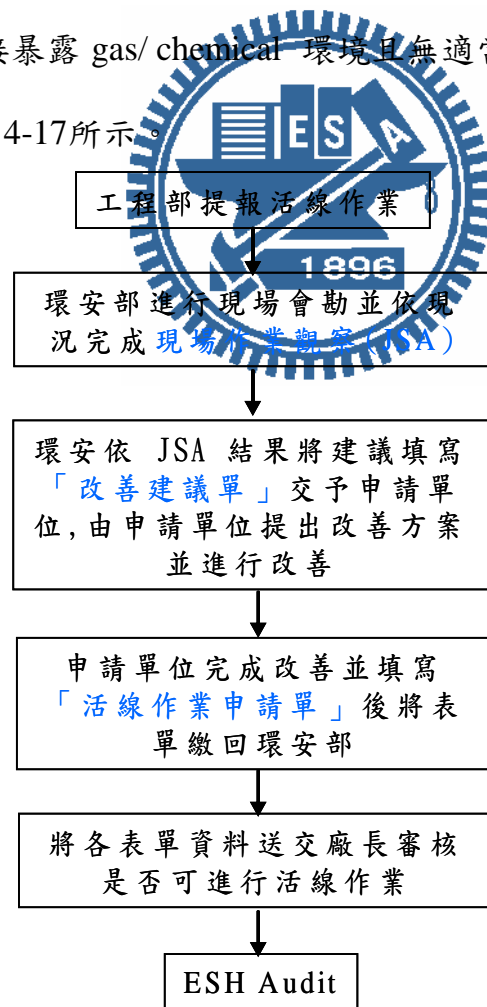 接暴露 gas/ chemical 環境且無適當
4-17所示。
ES A
1896
工程部提報活線作業
環安部進行現場會勘並依現
況完成現場作業觀察(JSA)
環安依 JSA 結果將建議填寫
「改善建議單」交予申請單
位,由申請單位提出改善方案
並進行改善
申請單位完成改善並填寫
「活線作業申請單」後將表
單繳回環安部
將各表單資料送交廠長審核
是否可進行活線作業
ESH Audit